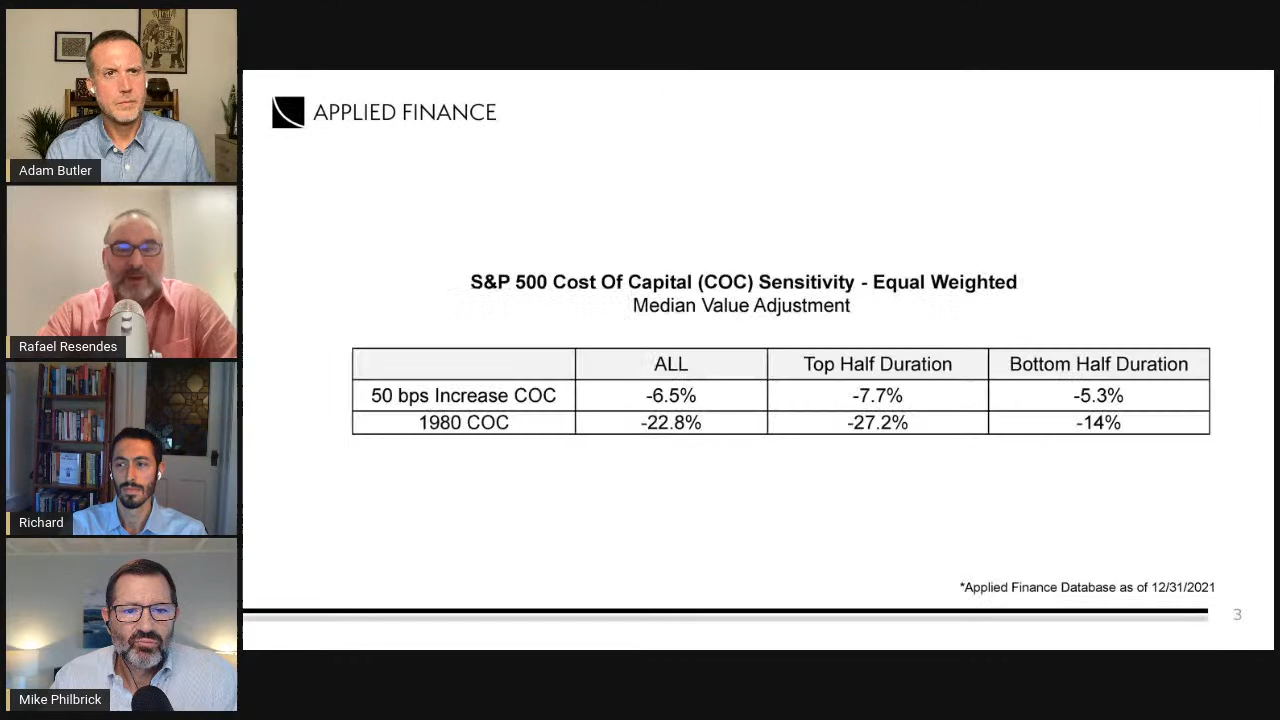 Adam Butler
Rafael Resendes
Richard
Mike Philbrick
APPLIED FINANCE
S&P 500 Cost Of Capital (COC) Sensitivity - Equal Weighted
Median Value Adjustment
ALL Top Half Duration Bottom Half Duration
50 bps Increase COC -6.5% -7.7% -5.3%
1980 COC -22.8% -27.2% -14%
*Applied Finance Database as of 12/31/2021
3